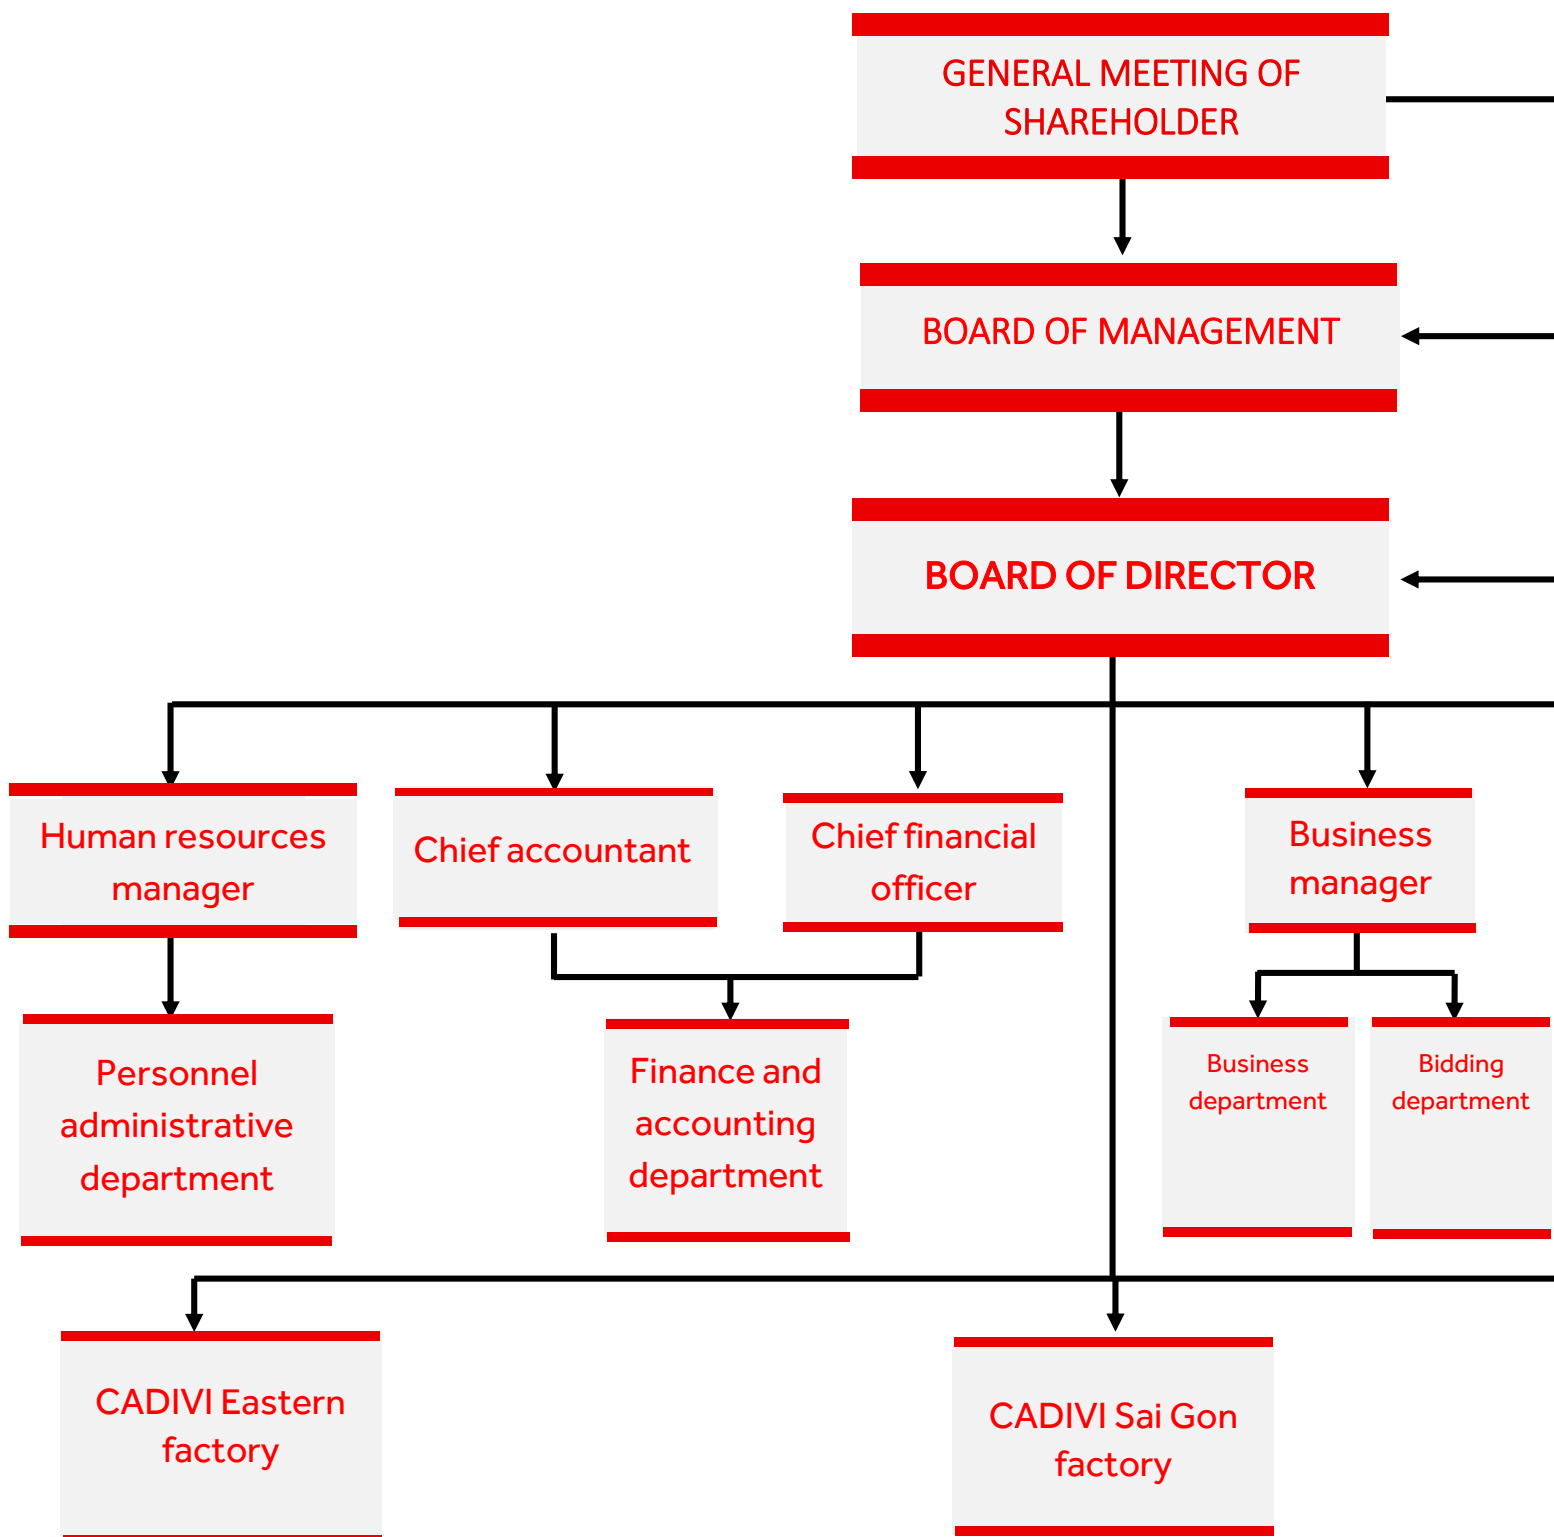 GENERAL MEETING OF
SHAREHOLDER
BOARD OF MANAGEMENT
BOARD OF DIRECTOR
Human resources
manager
Chief accountant
Chief financial
officer
Business
manager
Personnel
administrative
department
Finance and
accounting
department
Business
department
Bidding
department
CADIVI Eastern
factory
CADIVI Sai Gon
factory